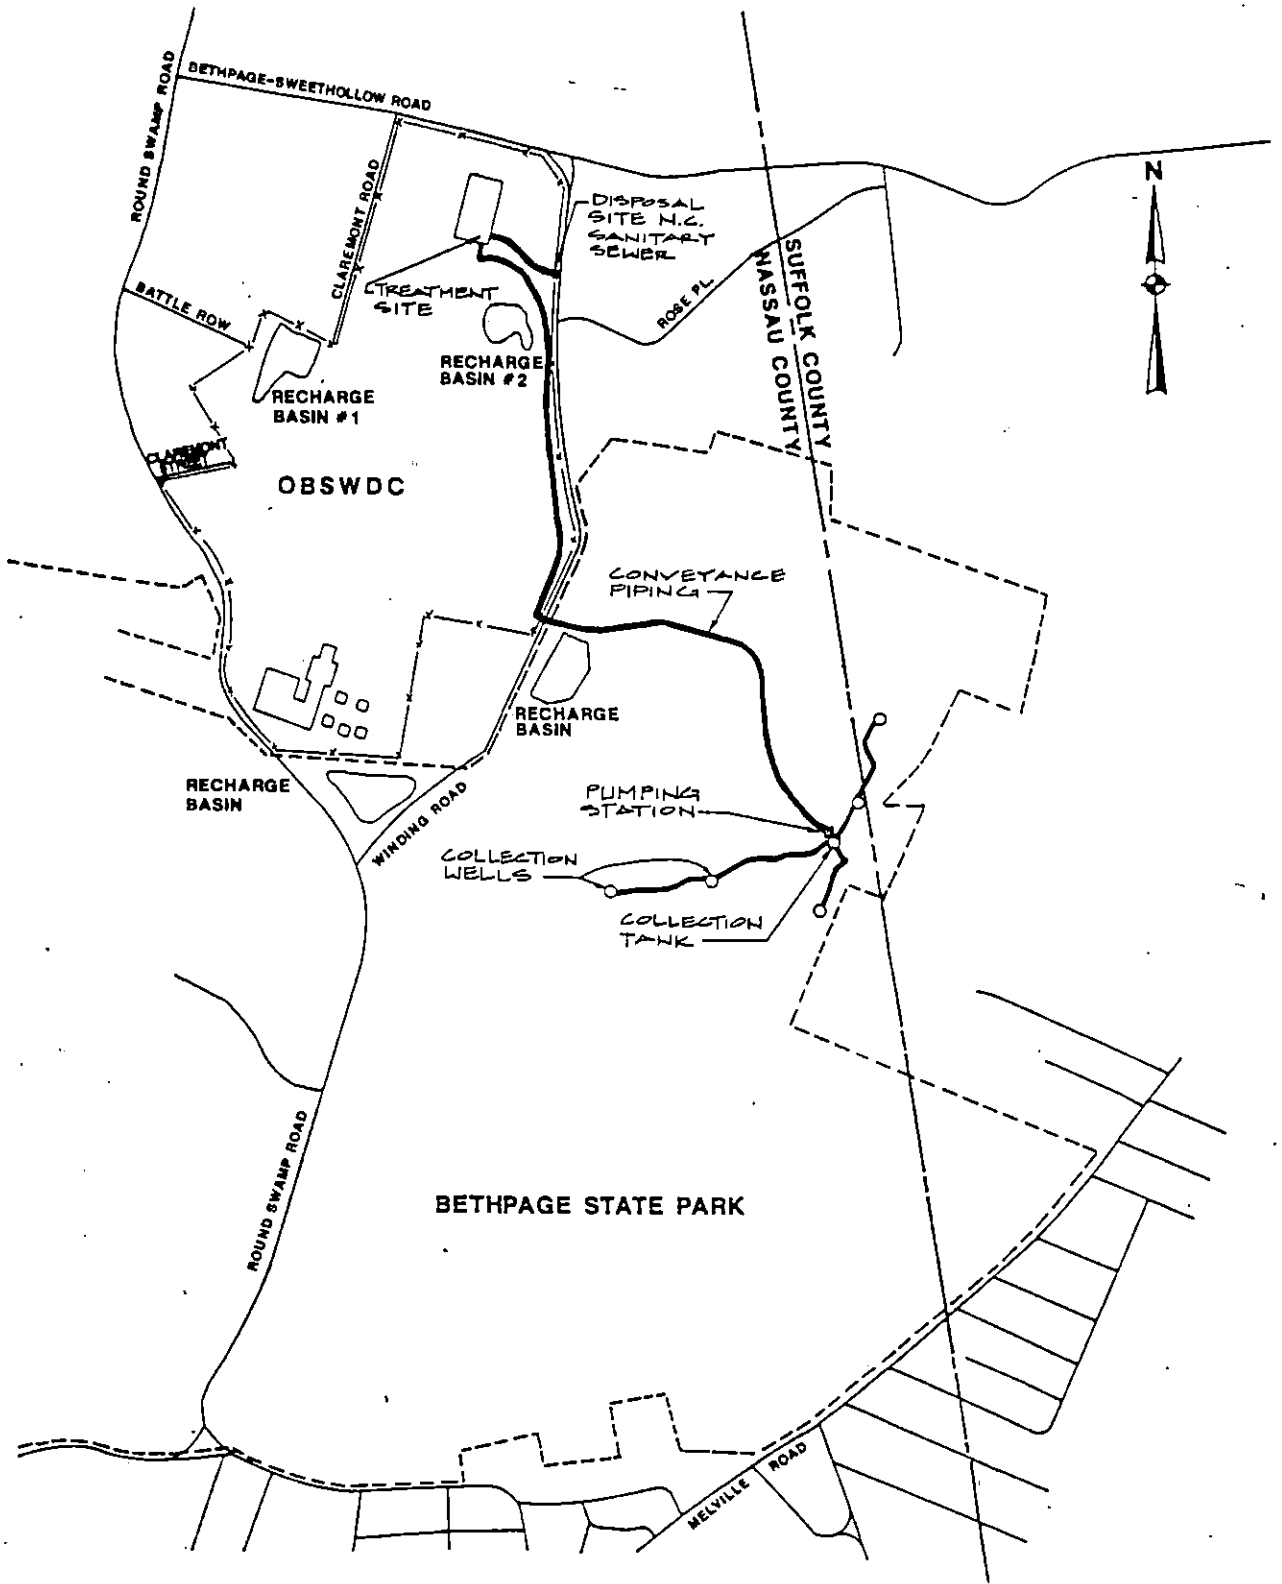 BETHPAGE-SWEETHOLLOW ROAD
ROUND SWAMP ROAD
CLAREMONT ROAD
N
DISPOSAL
SITE N.C.
SANITARY
SEWER
TREATMENT
SITE
BATTLE ROW
ROSE PL.
SUFFOLK COUNTY
NASSAU COUNTY
RECHARGE
BASIN #2
RECHARGE
BASIN #1
CLAREMONT
OBSWDC
CONVEYANCE
PIPING
RECHARGE
BASIN
RECHARGE
BASIN
WINDING ROAD
PUMPING
STATION
COLLECTION
WELLS
COLLECTION
TANK
ROUND SWAMP ROAD
BETHPAGE STATE PARK
MELVILLE ROAD